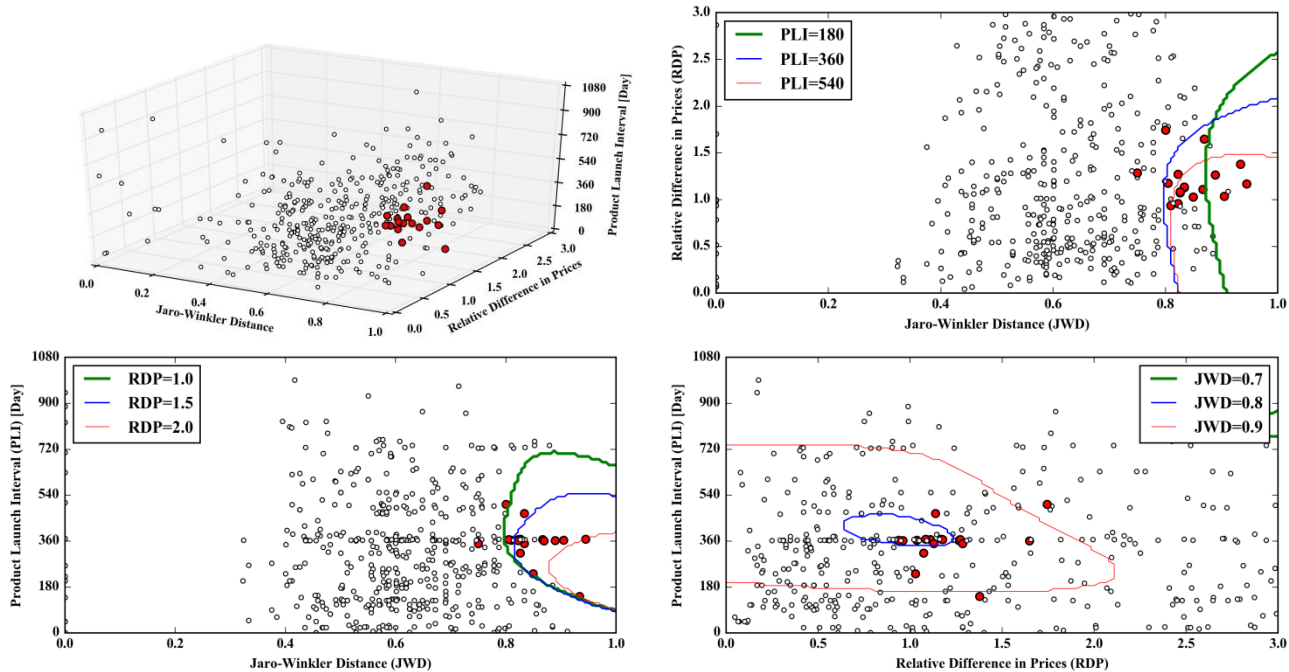 1080
900
720
540
360
180
0
Product Launch Interval [Day]
0.0
0.2
0.4
0.6
0.8
1.0
Jaro-Winkler Distance
0.0
0.5
1.0
1.5
2.0
2.5
3.0
Relative Difference in Prices
PLI=180
PLI=360
PLI=540
3.0
2.5
2.0
1.5
1.0
0.5
0.0
Relative Difference in Prices (RDP)
0.0 0.2 0.4 0.6 0.8 1.0
Jaro-Winkler Distance (JWD)
RDP=1.0
RDP=1.5
RDP=2.0
1080
900
720
540
360
180
0
Product Launch Interval (PLI) [Day]
0.0 0.2 0.4 0.6 0.8 1.0
Jaro-Winkler Distance (JWD)
JWD=0.7
JWD=0.8
JWD=0.9
1080
900
720
540
360
180
0
Product Launch Interval (PLI) [Day]
0.0 0.5 1.0 1.5 2.0 2.5 3.0
Relative Difference in Prices (RDP)